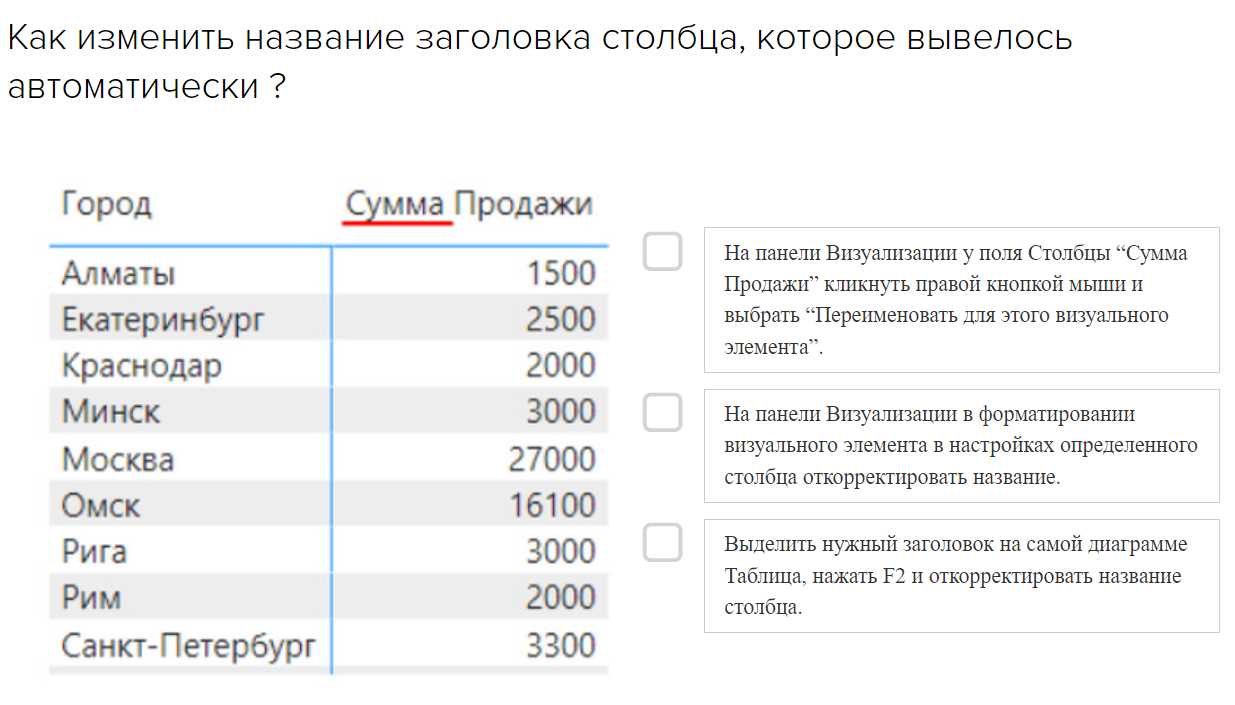 Как изменить название заголовка столбца, которое вывелось
автоматически ?
Город Сумма Продажи
Алматы 1500
Екатеринбург 2500
Краснодар 2000
Минск 3000
Москва 27000
Омск 16100
Рига 3000
Рим 2000
Санкт-Петербург 3300
На панели Визуализации у поля Столбцы “Сумма
Продажи” кликнуть правой кнопкой мыши и
выбрать “Переименовать для этого визуального
элемента”.
На панели Визуализации в форматировании
визуального элемента в настройках определенного
столбца откорректировать название.
Выделить нужный заголовок на самой диаграмме
Таблица, нажать F2 и откорректировать название
столбца.